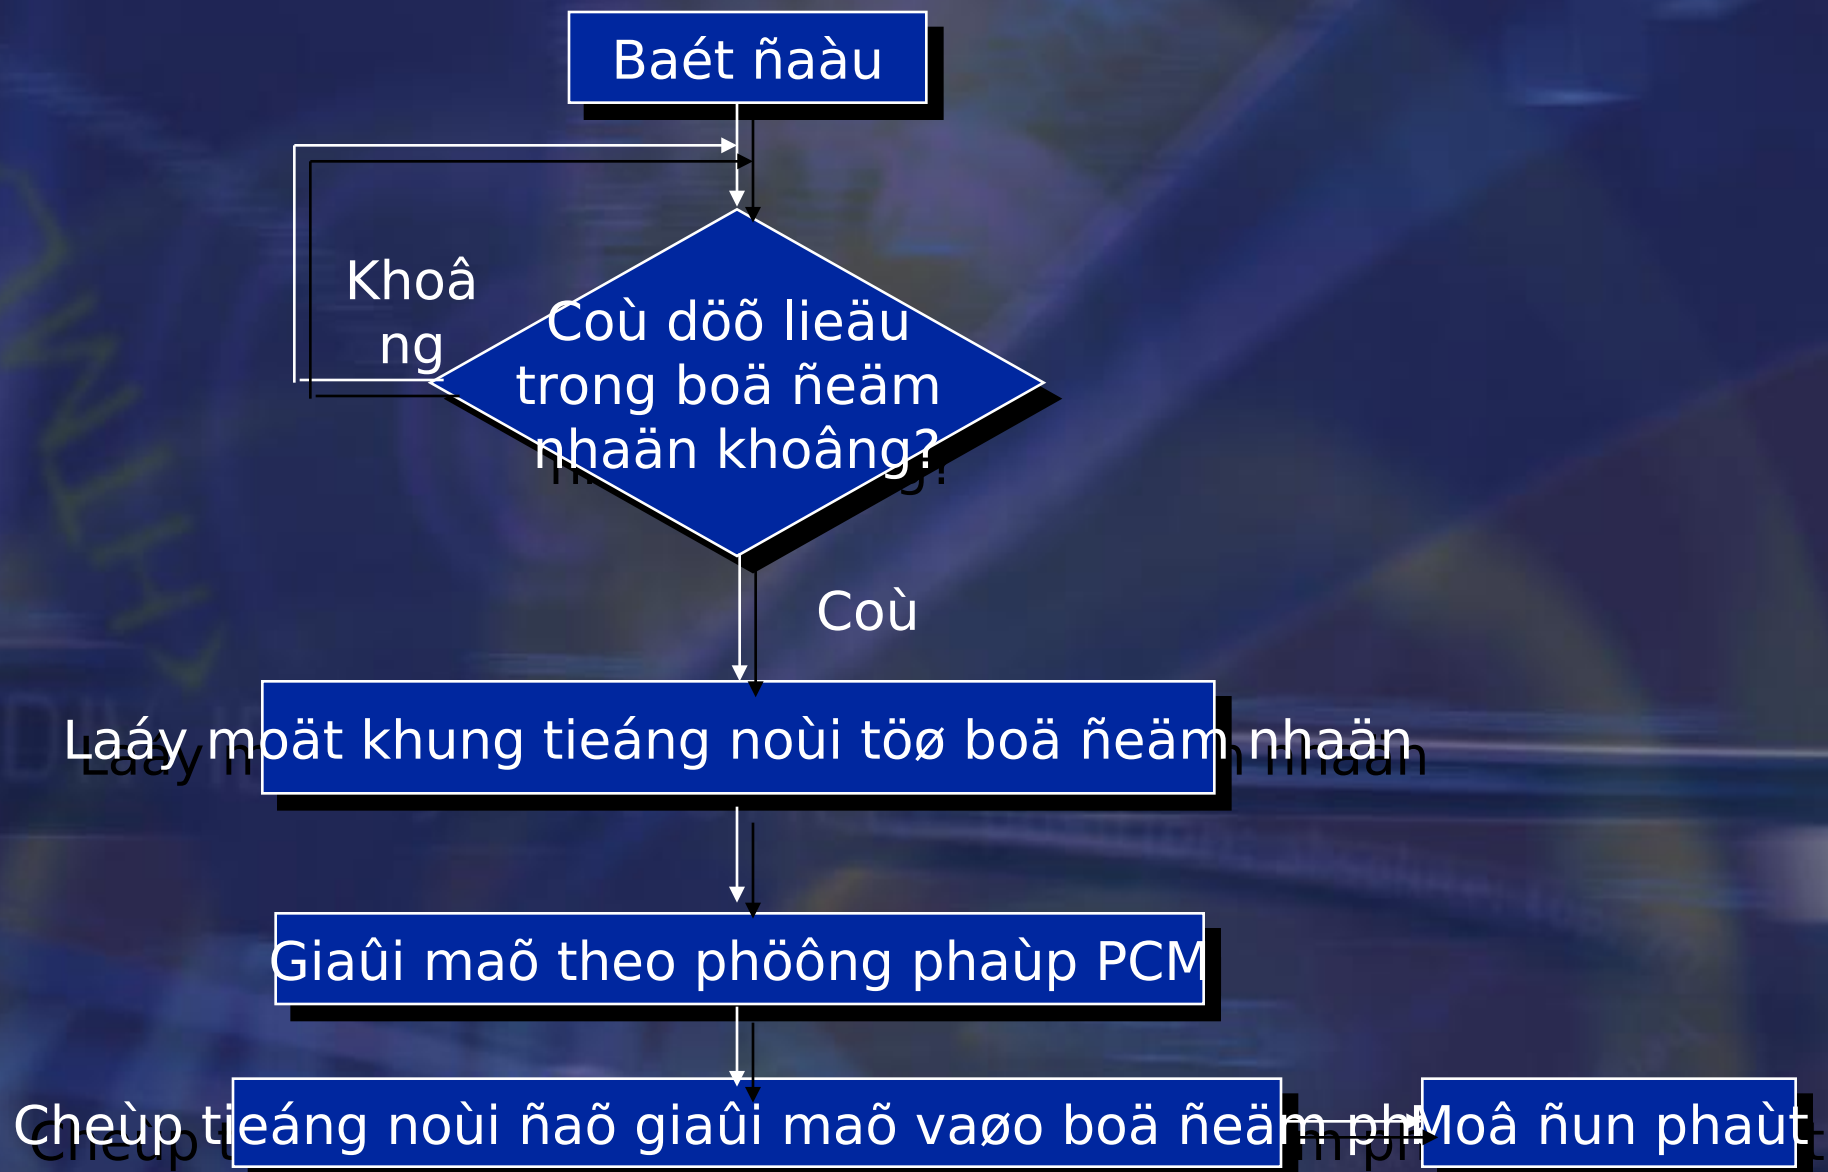 Baét ñaàu
Khoâ
ng
Coù döõ lieäu
trong boä ñeäm
nhaän khoâng?
Coù
Laáy moät khung tieáng noùi töø boä ñeäm nhaän
Giaûi maõ theo phöông phaùp PCM
Cheùp tieáng noùi ñaõ giaûi maõ vaøo boä ñeäm
Moâ ñun phaùt